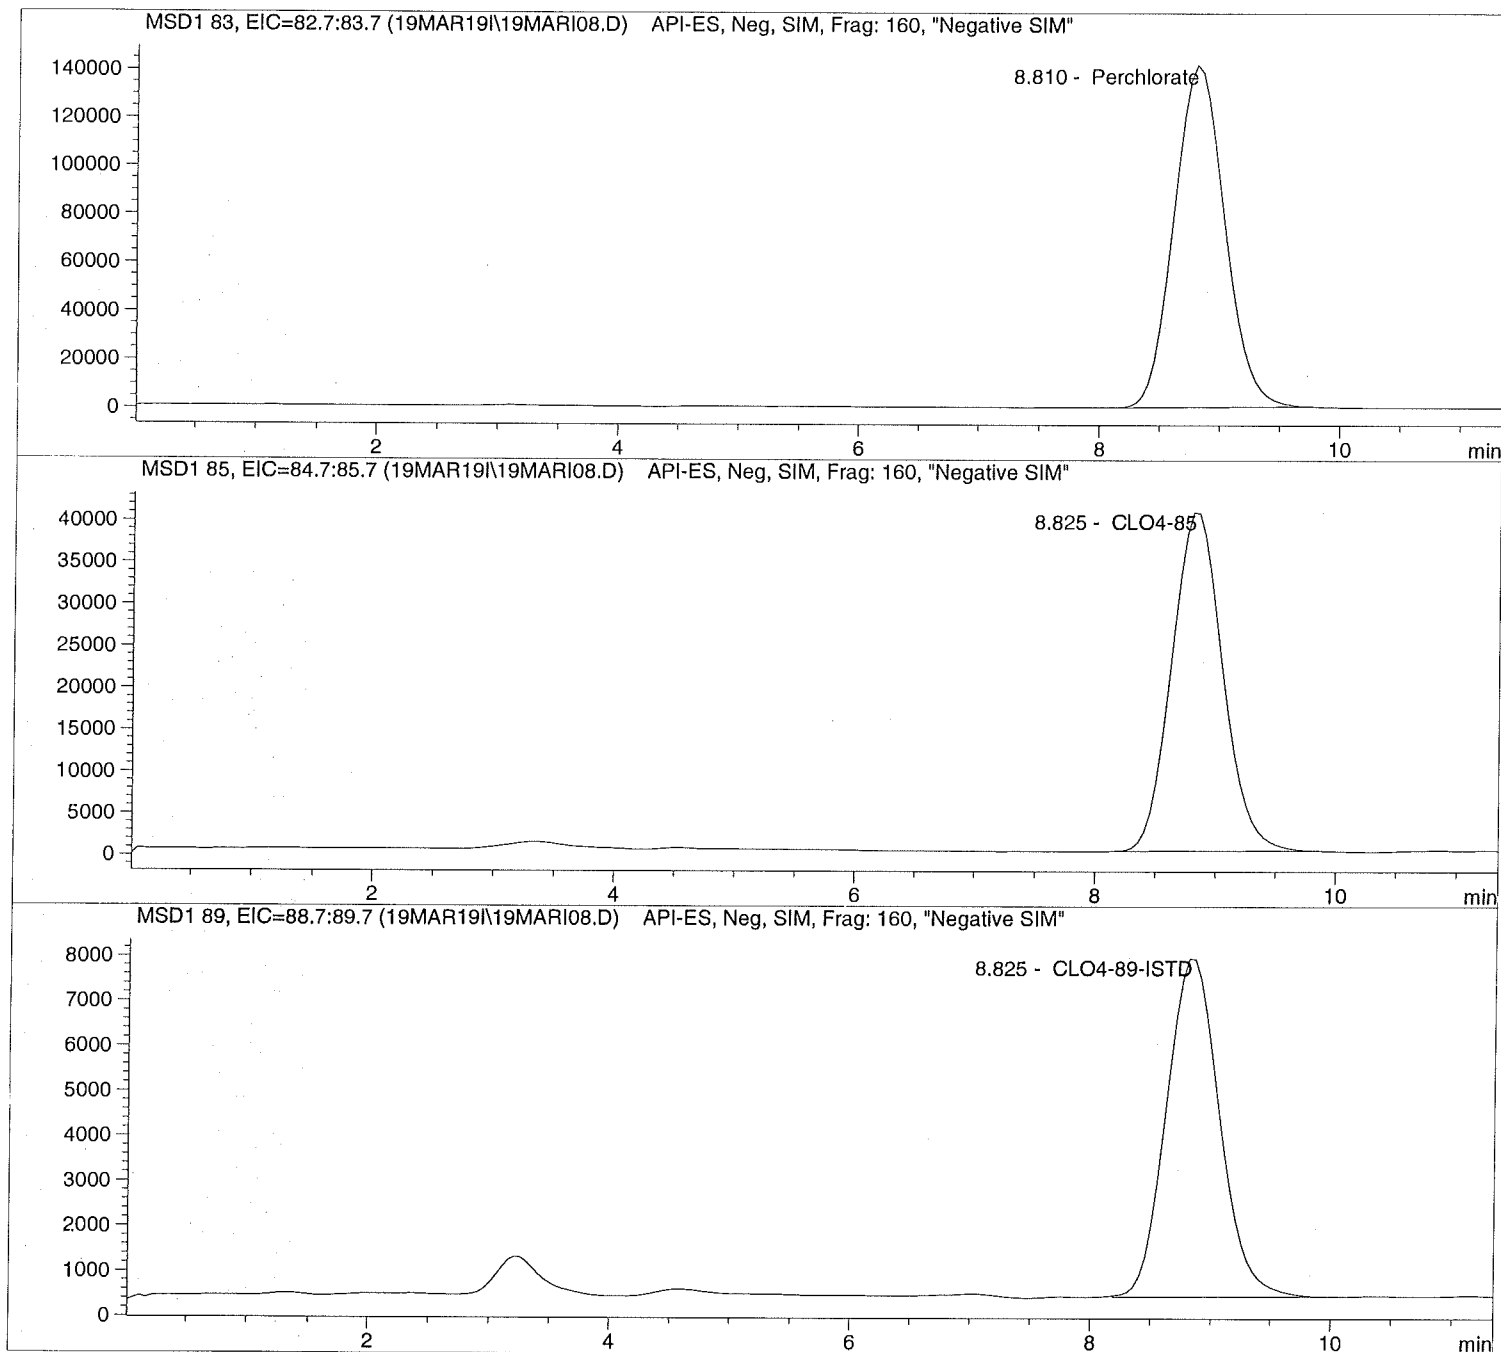 MSD1 83, EIC=82.7:83.7 (19MAR19I\19MARI08.D) API-ES, Neg, SIM, Frag: 160, "Negative SIM"
140000
8.810 - Perchlorate
120000
100000
80000
60000
40000
20000
0
2 4 6 8 10 min
MSD1 85, EIC=84.7:85.7 (19MAR19I\19MARI08.D) API-ES, Neg, SIM, Frag: 160, "Negative SIM"
40000
8.825 - CLO4-85
35000
30000
25000
20000
15000
10000
5000
0
2 4 6 8 10 min
MSD1 89, EIC=88.7:89.7 (19MAR19I\19MARI08.D) API-ES, Neg, SIM, Frag: 160, "Negative SIM"
8000
8.825 - CLO4-89-ISTD
7000
6000
5000
4000
3000
2000
1000
0
2 4 6 8 10 min